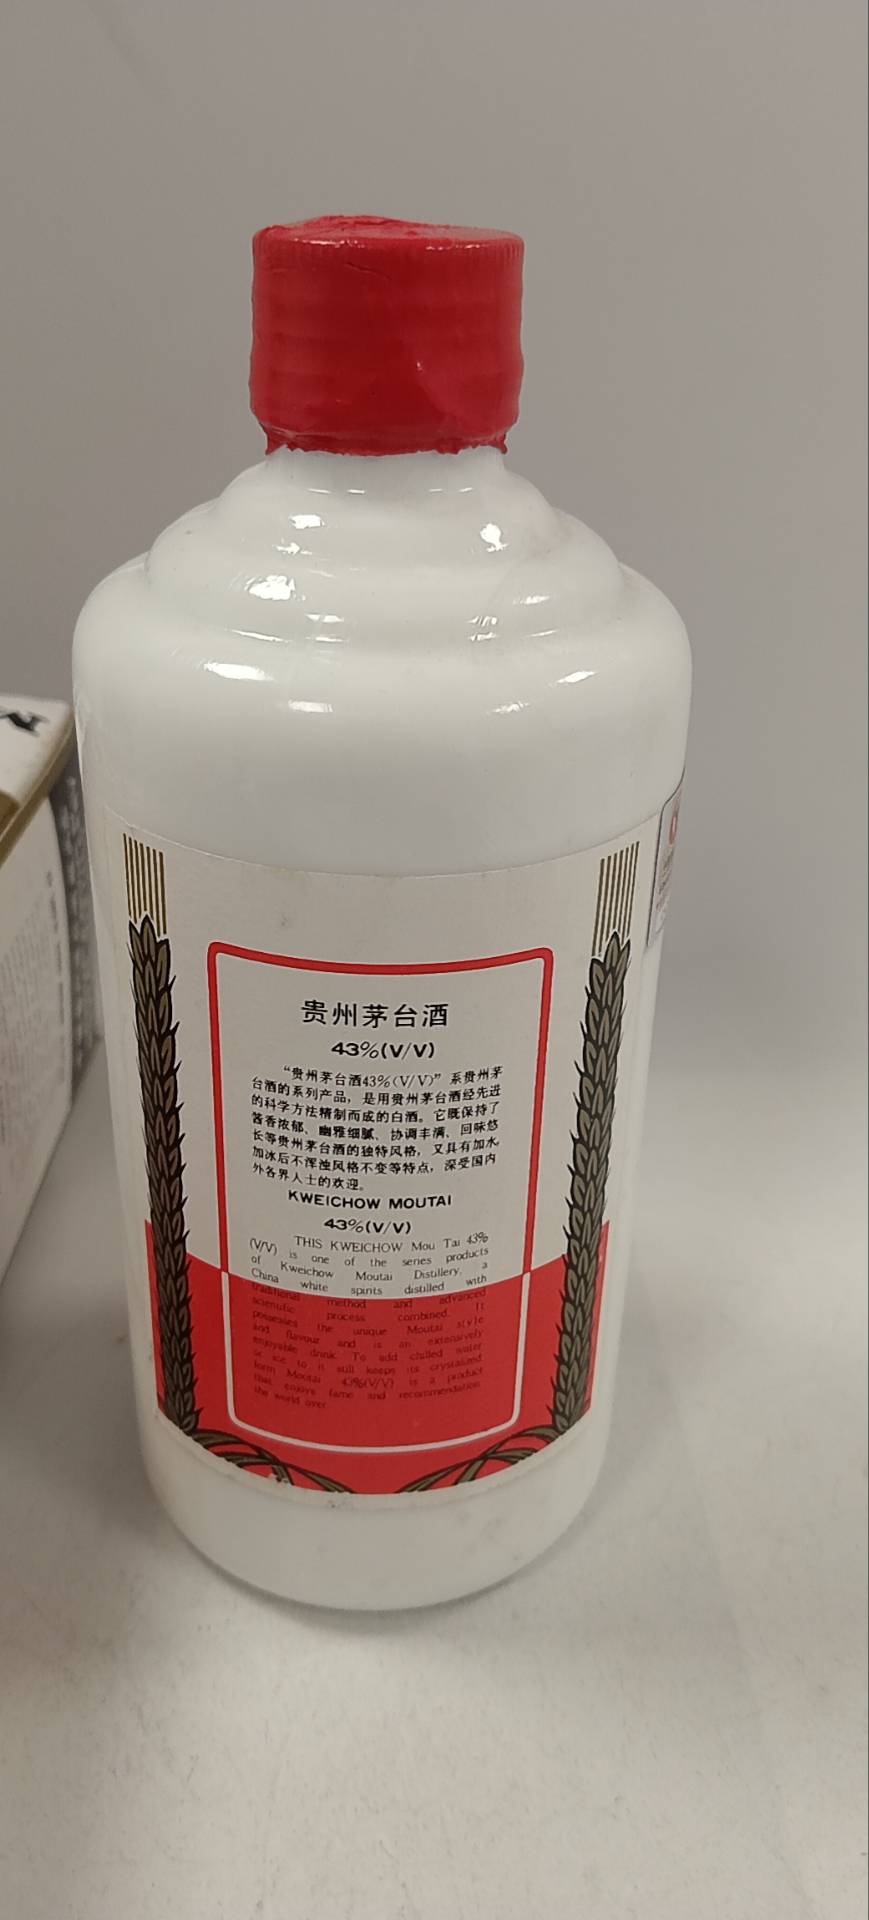 贵州茅台酒
43%(V/V)
“贵州茅台酒43%(V/V)”系贵州茅
台酒的系列产品，是用贵州茅台酒经先进
的科学方法精制而成的白酒。它既保持了
酱香浓郁、幽雅细腻、协调丰满、回味悠
长等贵州茅台酒的独特风格，又具有加水、
加冰后不浑浊风格不变等特点，深受国内
外各界人士的欢迎。
KWEICHOW MOUTAI
43%(V/V)
THIS KWEICHOW Mou Tai 43%
(V/V) is one of the series products
of Kweichow Moutai Distillery, a
China white spirits distilled with
traditional method and advanced
scientific process combined. It
possesses the unique Moutai style
and flavour and is an extensively
enjoyable drink. To add chilled water
or ice to it still keeps its crystalized
form Moutai 43%(V/V) is a product
that enjoys fame and recommendation
the world over